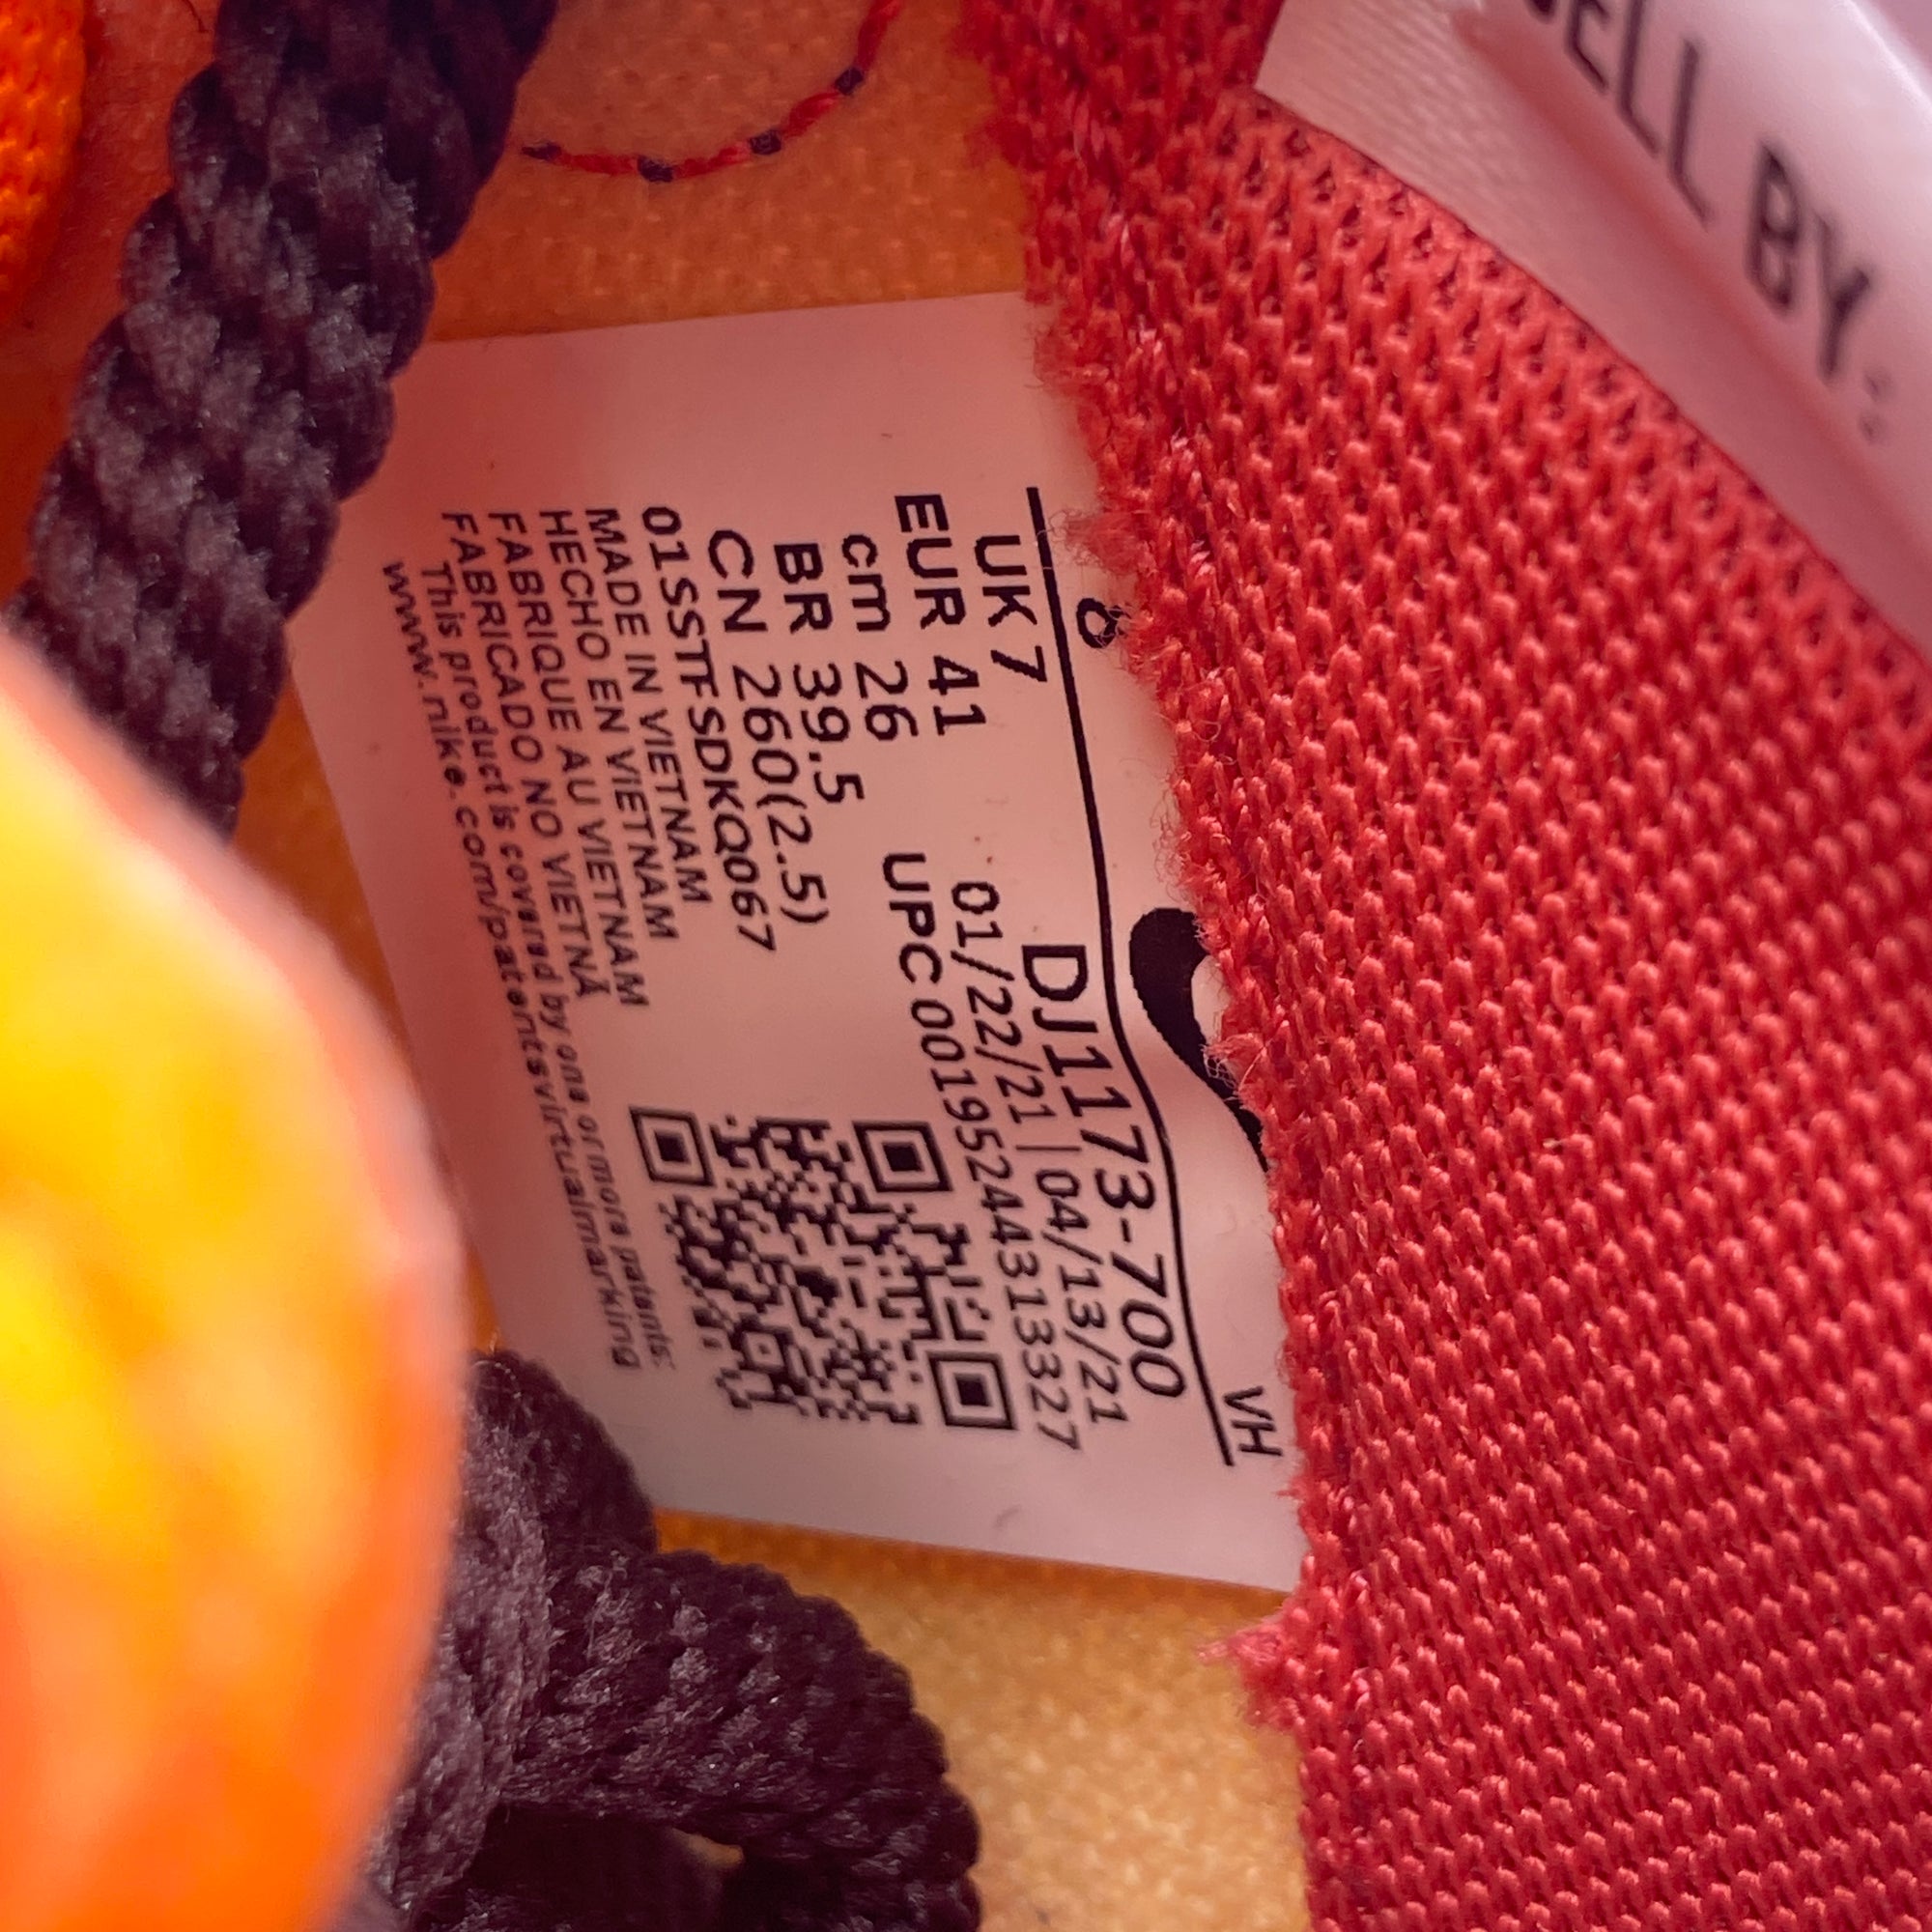 ELL BY:
8
VH
UK 7
EUR 41
cm 26
BR 39.5
CN 260(2.5)
DJ1173-700
01/22/21 | 04/13/21
UPC 00195244313327
01SSTFSDKQ067
MADE IN VIETNAM
HECHO EN VIETNAM
FABRIQUE AU VIETNAM
FABRICADO NO VIETNÃ
This product is covered by one or more patents:
www.nike.com/patentsvirtualmarking